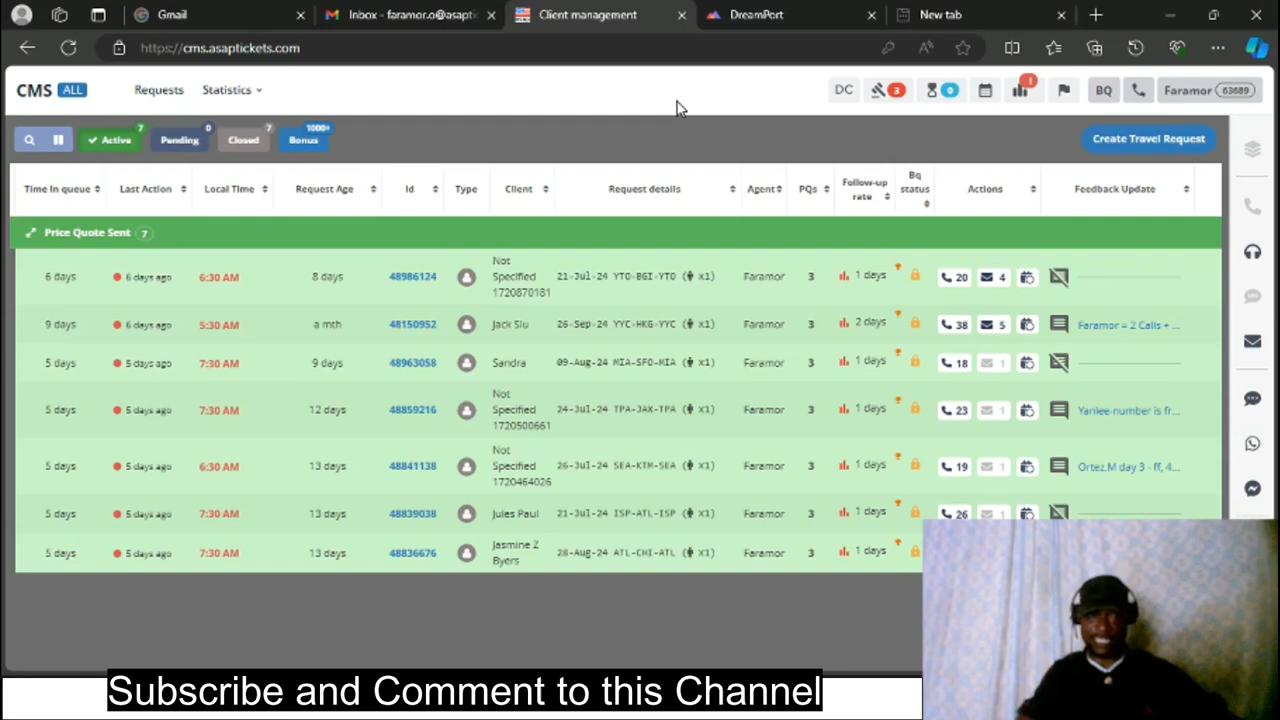 Gmail
Inbox - faramor.o@asaptic
Client management
DreamPort
New tab
https://cms.asaptickets.com
CMS ALL Requests Statistics DC 3 0 1 BQ Faramor 63689
Active 7 Pending 0 Closed 7 Bonus 1000+ Create Travel Request
Time In queue Last Action Local Time Request Age Id Type Client Request details Agent PQs Follow-up rate Bq status Actions Feedback Update
Price Quote Sent 7
6 days 6 days ago 6:30 AM 8 days 48986124 Not Specified 1720870181 21-Jul-24 YTO-BGI-YTO ( x1) Faramor 3 1 days 20 4
9 days 6 days ago 5:30 AM a mth 48150952 Jack Siu 26-Sep-24 YYC-HKG-YYC ( x1) Faramor 3 2 days 38 5 Faramor = 2 Calls + ...
5 days 5 days ago 7:30 AM 9 days 48963058 Sandra 09-Aug-24 MIA-SFO-MIA ( x1) Faramor 3 1 days 18 1
5 days 5 days ago 7:30 AM 12 days 48859216 Not Specified 1720500661 24-Jul-24 TPA-JAX-TPA ( x1) Faramor 3 1 days 23 1 Yanlee-number is fr...
5 days 5 days ago 6:30 AM 13 days 48841138 Not Specified 1720464026 26-Jul-24 SEA-KTM-SEA ( x1) Faramor 3 1 days 19 1 Ortez.M day 3 - ff, 4...
5 days 5 days ago 7:30 AM 13 days 48839038 Jules Paul 21-Jul-24 ISP-ATL-ISP ( x1) Faramor 3 1 days 26 1
5 days 5 days ago 7:30 AM 13 days 48836676 Jasmine Z Byers 28-Aug-24 ATL-CHI-ATL ( x1) Faramor 3 1 days
Subscribe and Comment to this Channel